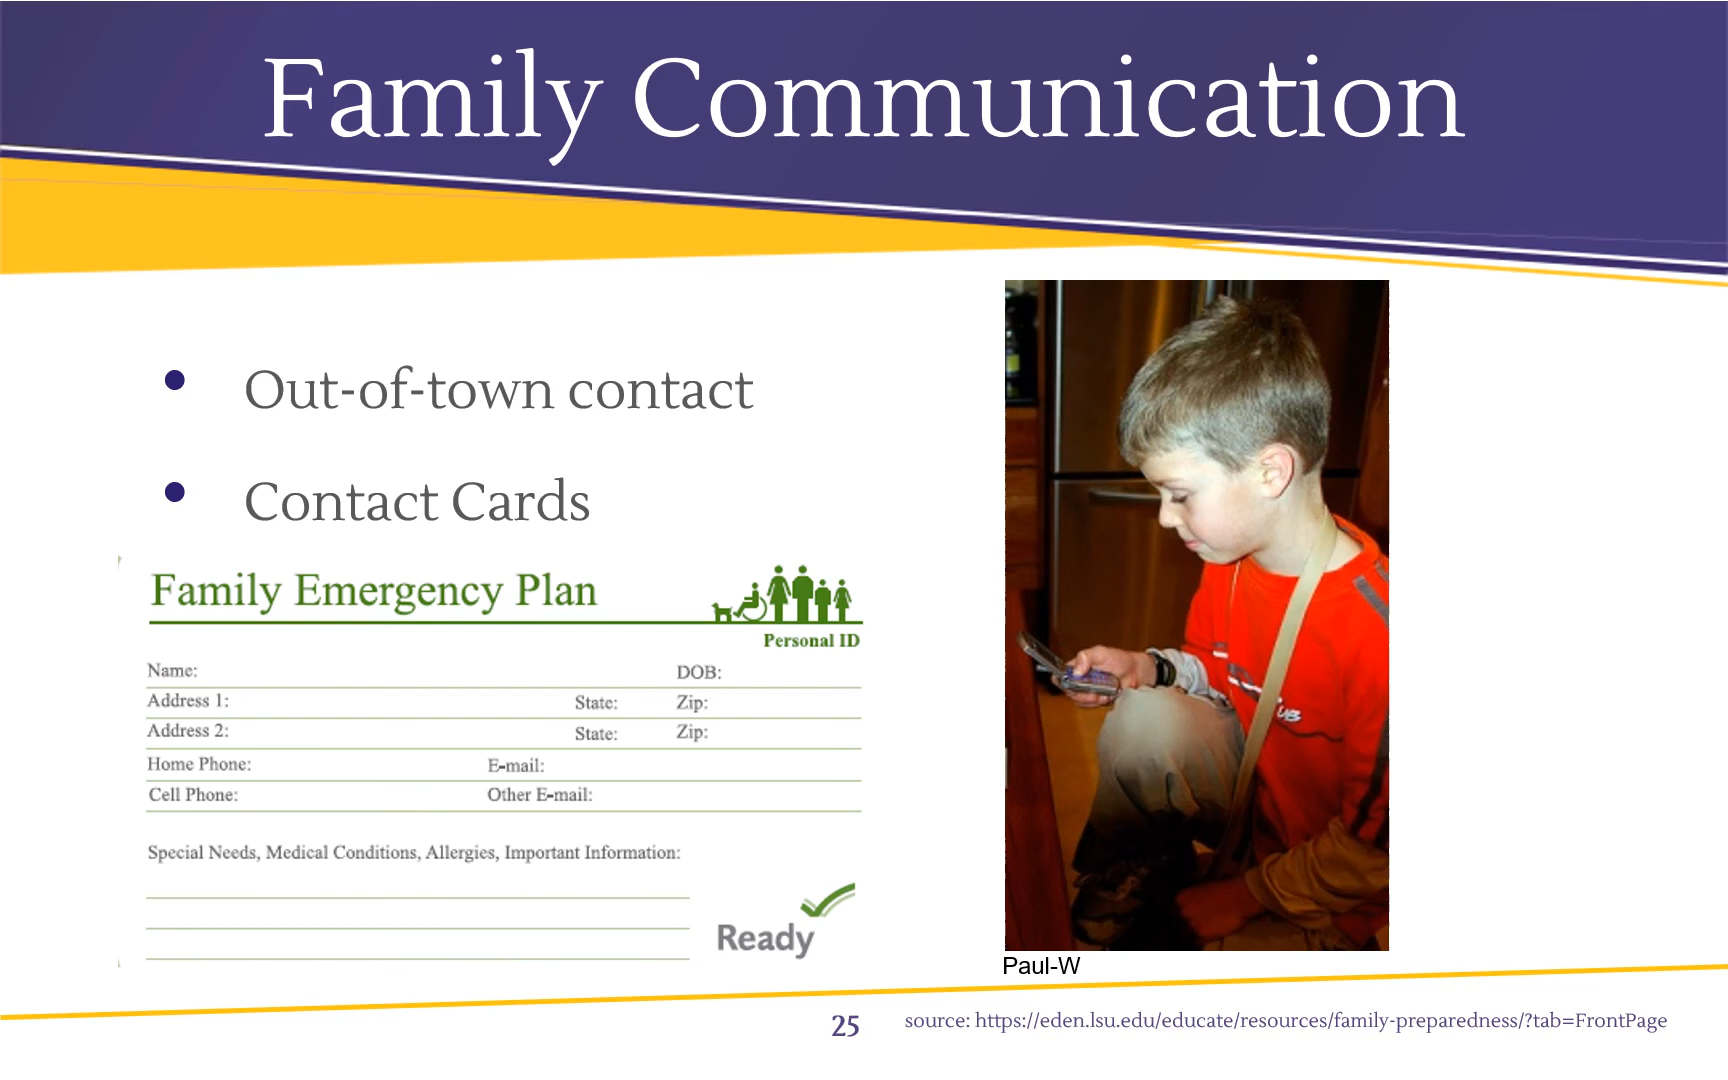 Family Communication
• Out-of-town contact
• Contact Cards
Family Emergency Plan
Personal ID
Name: DOB:
Address 1: State: Zip:
Address 2: State: Zip:
Home Phone: E-mail:
Cell Phone: Other E-mail:
Special Needs, Medical Conditions, Allergies, Important Information:
Ready
Paul-W
25 source: https://eden.lsu.edu/educate/resources/family-preparedness/?tab=FrontPage